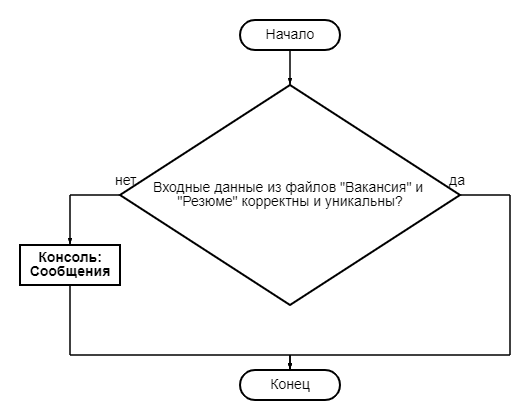 Начало
нет
да
Входные данные из файлов "Вакансия" и
"Резюме" корректны и уникальны?
Консоль:
Сообщения
Конец